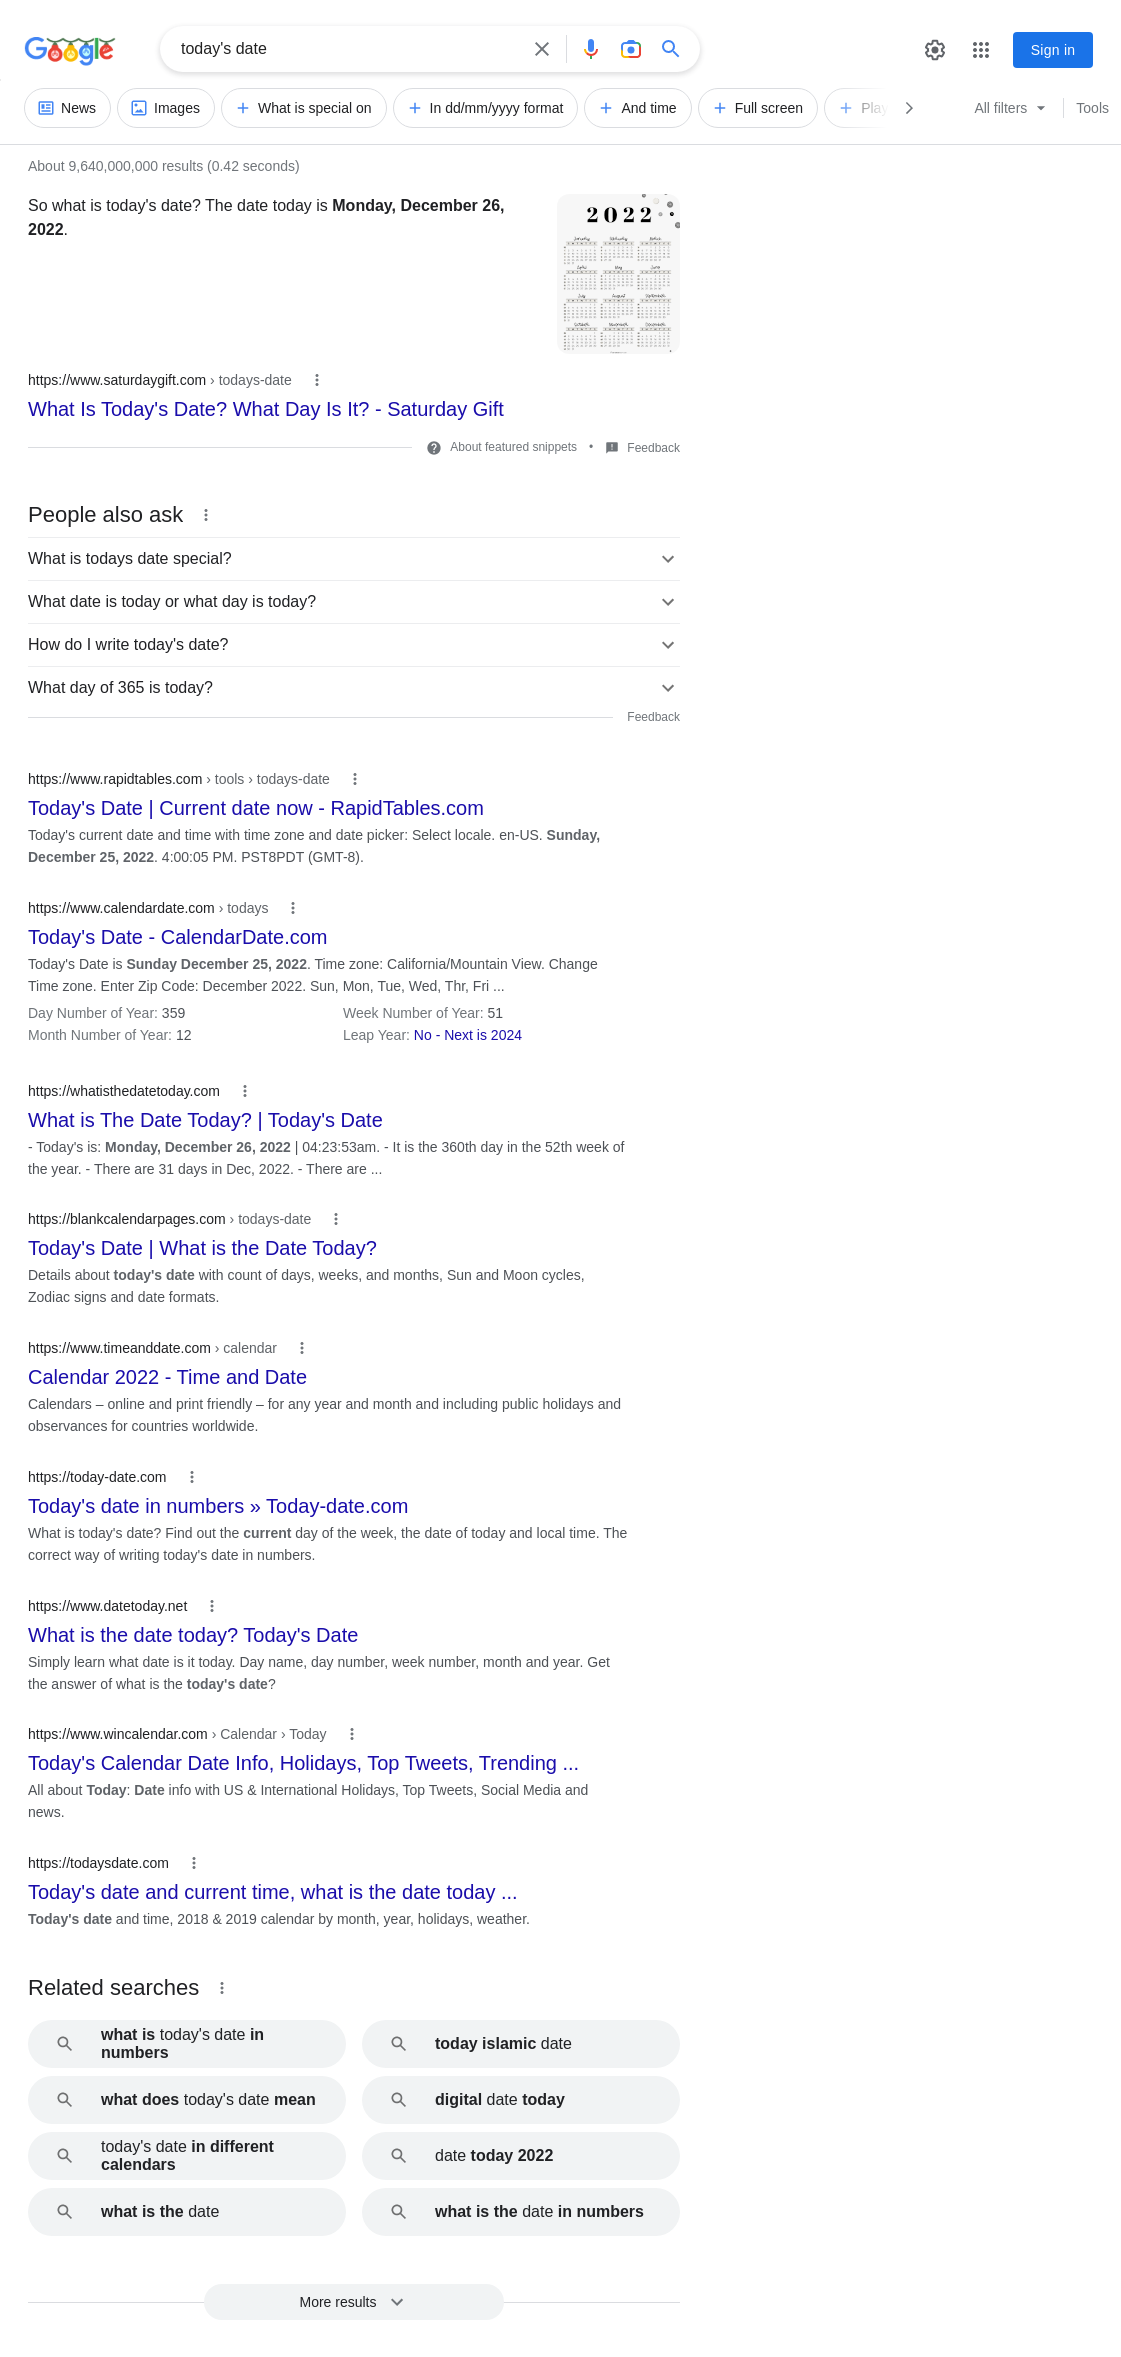 Google
today's date
Sign in
News
Images
What is special on
In dd/mm/yyyy format
And time
Full screen
Play
All filters
Tools
About 9,640,000,000 results (0.42 seconds)
So what is today's date? The date today is Monday, December 26,
2022.
2022
https://www.saturdaygift.com › todays-date
What Is Today's Date? What Day Is It? - Saturday Gift
About featured snippets • Feedback
People also ask
What is todays date special?
What date is today or what day is today?
How do I write today's date?
What day of 365 is today?
Feedback
https://www.rapidtables.com › tools › todays-date
Today's Date | Current date now - RapidTables.com
Today's current date and time with time zone and date picker: Select locale. en-US. Sunday,
December 25, 2022. 4:00:05 PM. PST8PDT (GMT-8).
https://www.calendardate.com › todays
Today's Date - CalendarDate.com
Today's Date is Sunday December 25, 2022. Time zone: California/Mountain View. Change
Time zone. Enter Zip Code: December 2022. Sun, Mon, Tue, Wed, Thr, Fri ...
Day Number of Year: 359
Week Number of Year: 51
Month Number of Year: 12
Leap Year: No - Next is 2024
https://whatisthedatetoday.com
What is The Date Today? | Today's Date
- Today's is: Monday, December 26, 2022 | 04:23:53am. - It is the 360th day in the 52th week of
the year. - There are 31 days in Dec, 2022. - There are ...
https://blankcalendarpages.com › todays-date
Today's Date | What is the Date Today?
Details about today's date with count of days, weeks, and months, Sun and Moon cycles,
Zodiac signs and date formats.
https://www.timeanddate.com › calendar
Calendar 2022 - Time and Date
Calendars – online and print friendly – for any year and month and including public holidays and
observances for countries worldwide.
https://today-date.com
Today's date in numbers » Today-date.com
What is today's date? Find out the current day of the week, the date of today and local time. The
correct way of writing today's date in numbers.
https://www.datetoday.net
What is the date today? Today's Date
Simply learn what date is it today. Day name, day number, week number, month and year. Get
the answer of what is the today's date?
https://www.wincalendar.com › Calendar › Today
Today's Calendar Date Info, Holidays, Top Tweets, Trending ...
All about Today: Date info with US & International Holidays, Top Tweets, Social Media and
news.
https://todaysdate.com
Today's date and current time, what is the date today ...
Today's date and time, 2018 & 2019 calendar by month, year, holidays, weather.
Related searches
what is today's date in
numbers
today islamic date
what does today's date mean
digital date today
today's date in different
calendars
date today 2022
what is the date
what is the date in numbers
More results